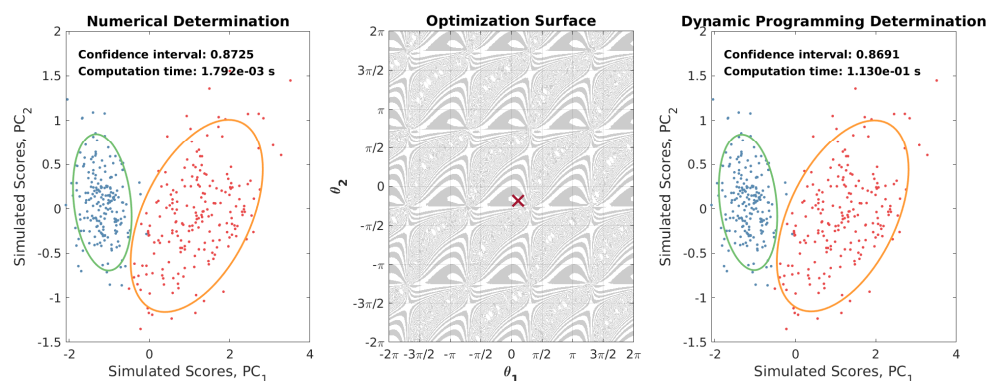 Numerical Determination
Confidence interval: 0.8725
Computation time: 1.792e-03 s
Simulated Scores, PC2
2
1.5
1
0.5
0
-0.5
-1
-1.5
-2
0
2
4
Simulated Scores, PC1
Optimization Surface
θ2
2π
3π/2
π
π/2
0
-π/2
-π
-3π/2
-2π
-2π -3π/2 -π -π/2 0 π/2 π 3π/2 2π
θ1
Dynamic Programming Determination
Confidence interval: 0.8691
Computation time: 1.130e-01 s
Simulated Scores, PC2
2
1.5
1
0.5
0
-0.5
-1
-1.5
-2
0
2
4
Simulated Scores, PC1